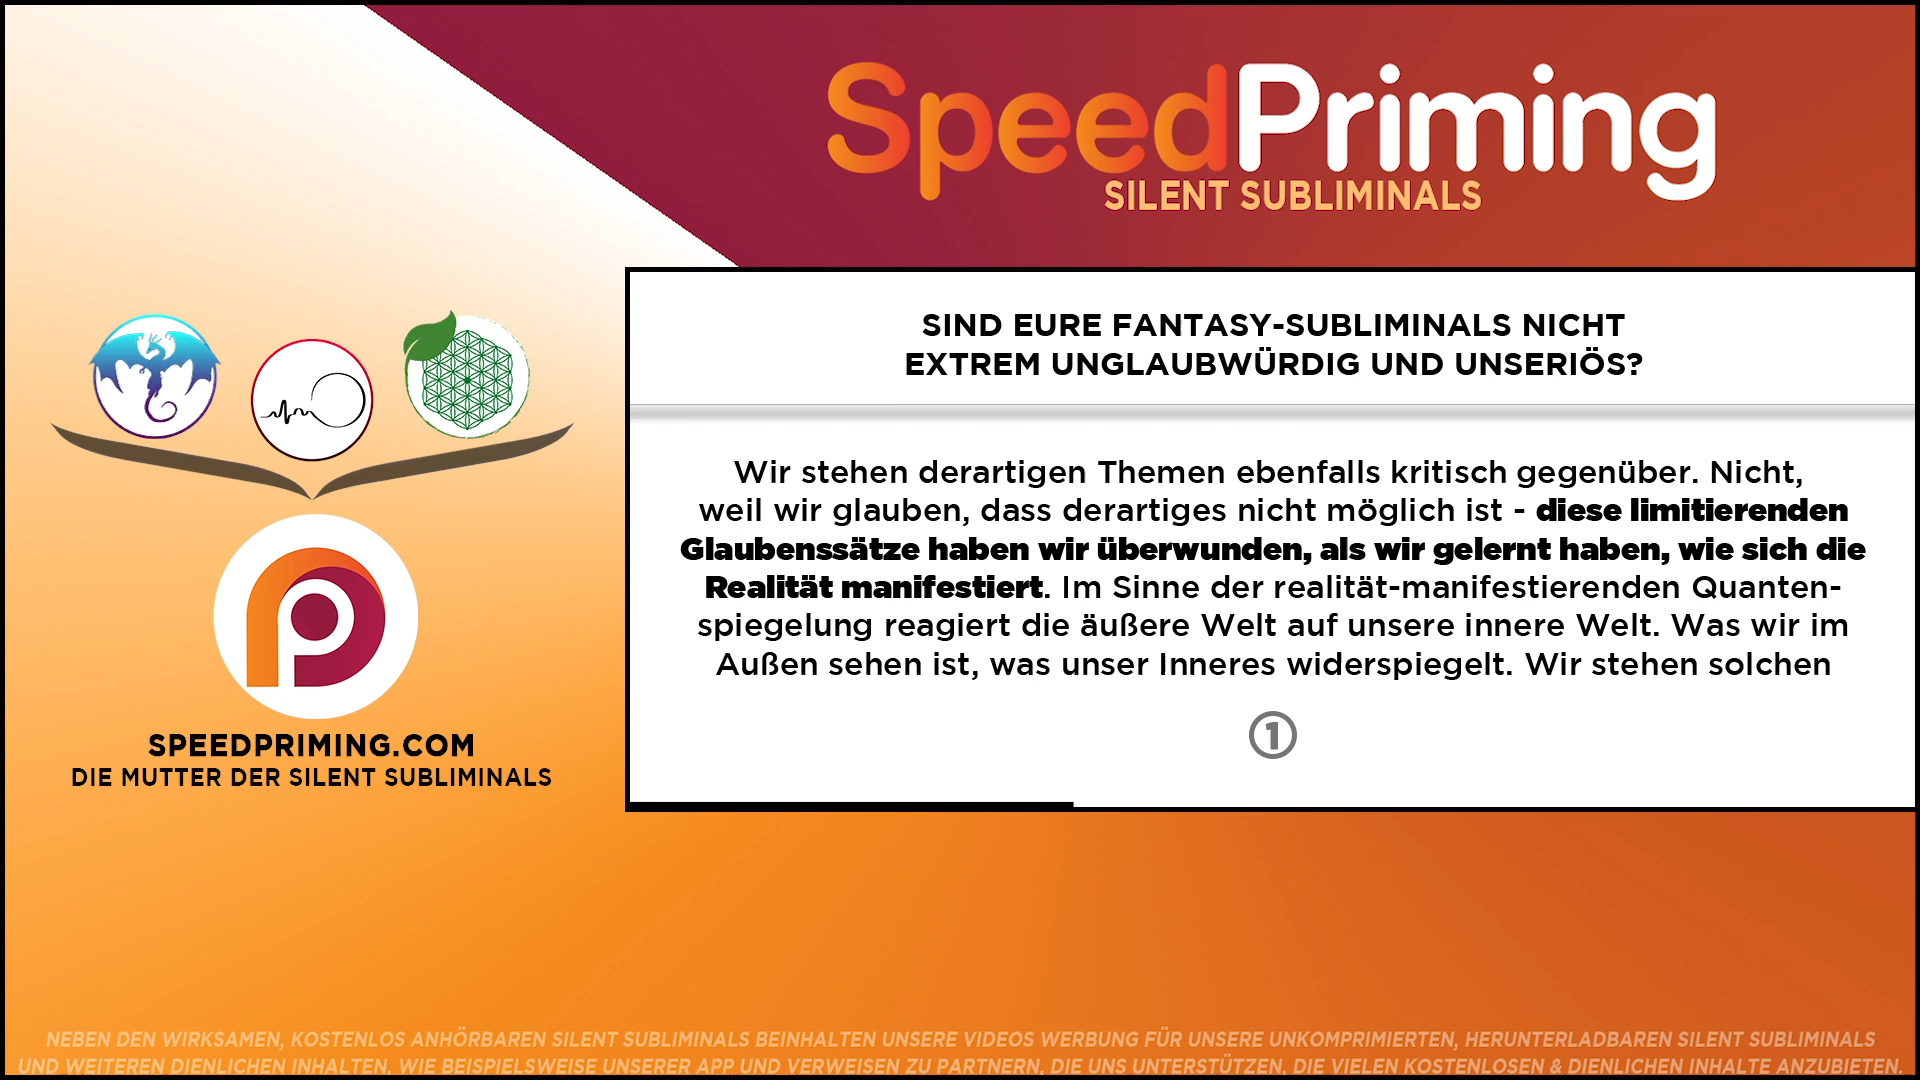 SpeedPriming
SILENT SUBLIMINALS
SIND EURE FANTASY-SUBLIMINALS NICHT
EXTREM UNGLAUBWÜRDIG UND UNSERIÖS?
Wir stehen derartigen Themen ebenfalls kritisch gegenüber. Nicht,
weil wir glauben, dass derartiges nicht möglich ist - diese limitierenden
Glaubenssätze haben wir überwunden, als wir gelernt haben, wie sich die
Realität manifestiert. Im Sinne der realität-manifestierenden Quanten-
spiegelung reagiert die äußere Welt auf unsere innere Welt. Was wir im
Außen sehen ist, was unser Inneres widerspiegelt. Wir stehen solchen
1
SPEEDPRIMING.COM
DIE MUTTER DER SILENT SUBLIMINALS
NEBEN DEN WIRKSAMEN, KOSTENLOS ANHÖRBAREN SILENT SUBLIMINALS BEINHALTEN UNSERE VIDEOS WERBUNG FÜR UNSERE UNKOMPRIMIERTEN, HERUNTERLADBAREN SILENT SUBLIMINALS
UND WEITEREN DIENLICHEN INHALTEN, WIE BEISPIELSWEISE UNSERER APP UND VERWEISEN ZU PARTNERN, DIE UNS UNTERSTÜTZEN, DIE VIELEN KOSTENLOSEN & DIENLICHEN INHALTE ANZUBIETEN.